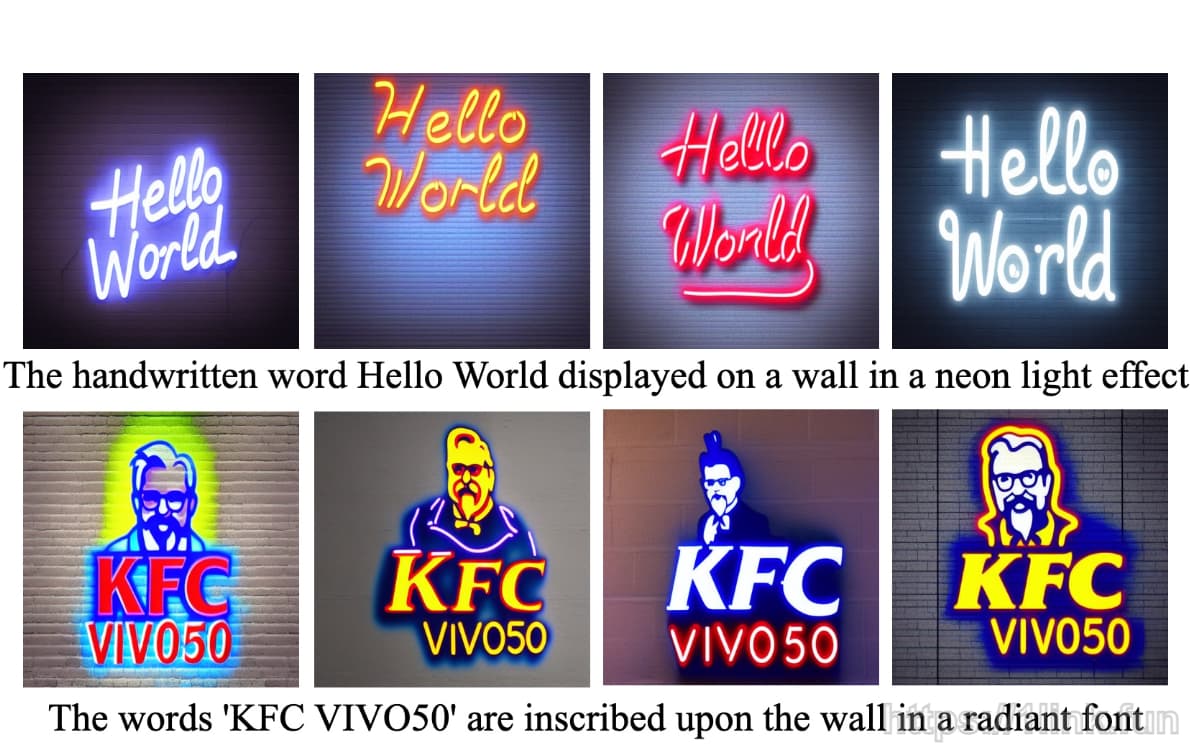 Hello
World
Hello
World
Hello
World
Hello
World
The handwritten word Hello World displayed on a wall in a neon light effect
KFC
VIVO50
KFC
VIVO50
KFC
VIVO50
KFC
VIVO50
The words 'KFC VIVO50' are inscribed upon the wall in a radiant font